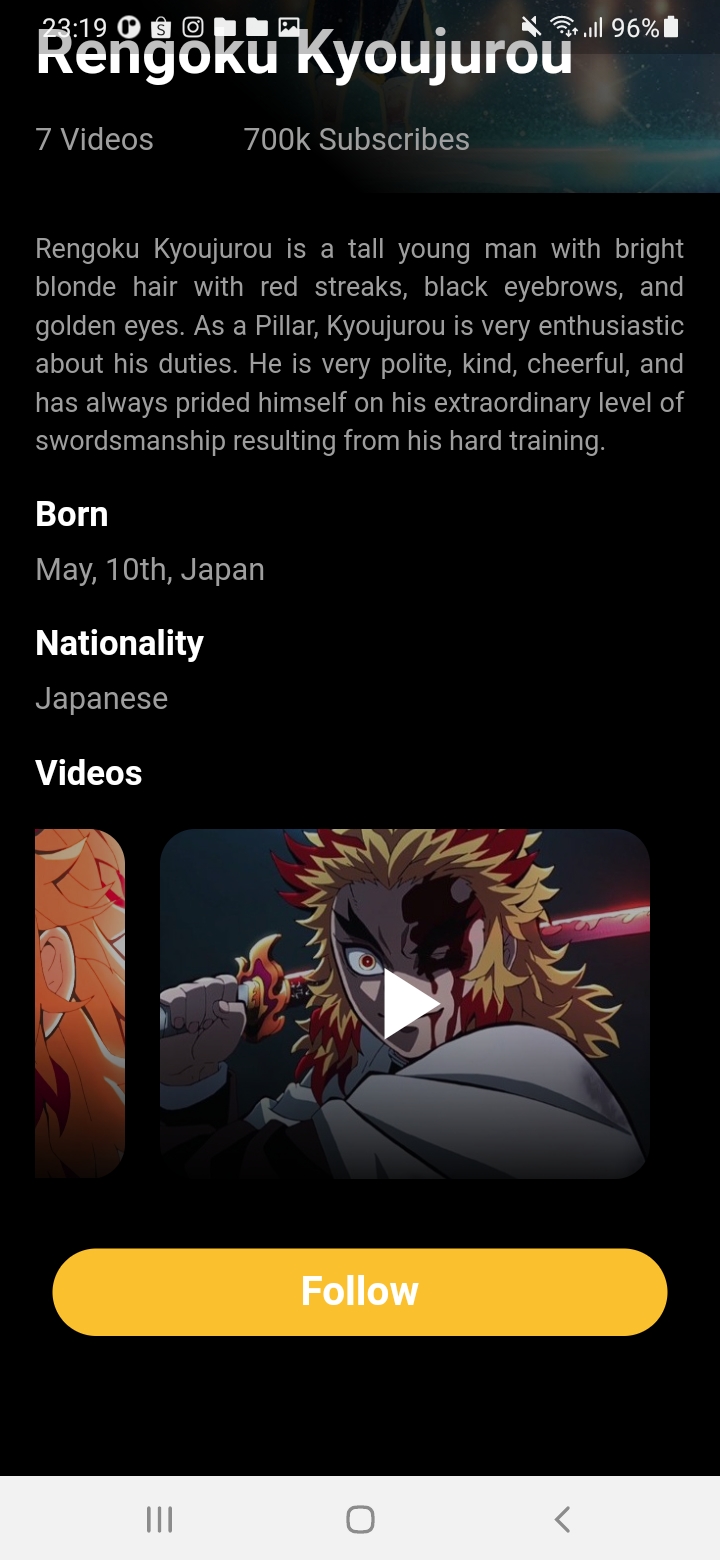 23:19 96%
Rengoku Kyoujurou
7 Videos 700k Subscribes
Rengoku Kyoujurou is a tall young man with bright
blonde hair with red streaks, black eyebrows, and
golden eyes. As a Pillar, Kyoujurou is very enthusiastic
about his duties. He is very polite, kind, cheerful, and
has always prided himself on his extraordinary level of
swordsmanship resulting from his hard training.
Born
May, 10th, Japan
Nationality
Japanese
Videos
Follow